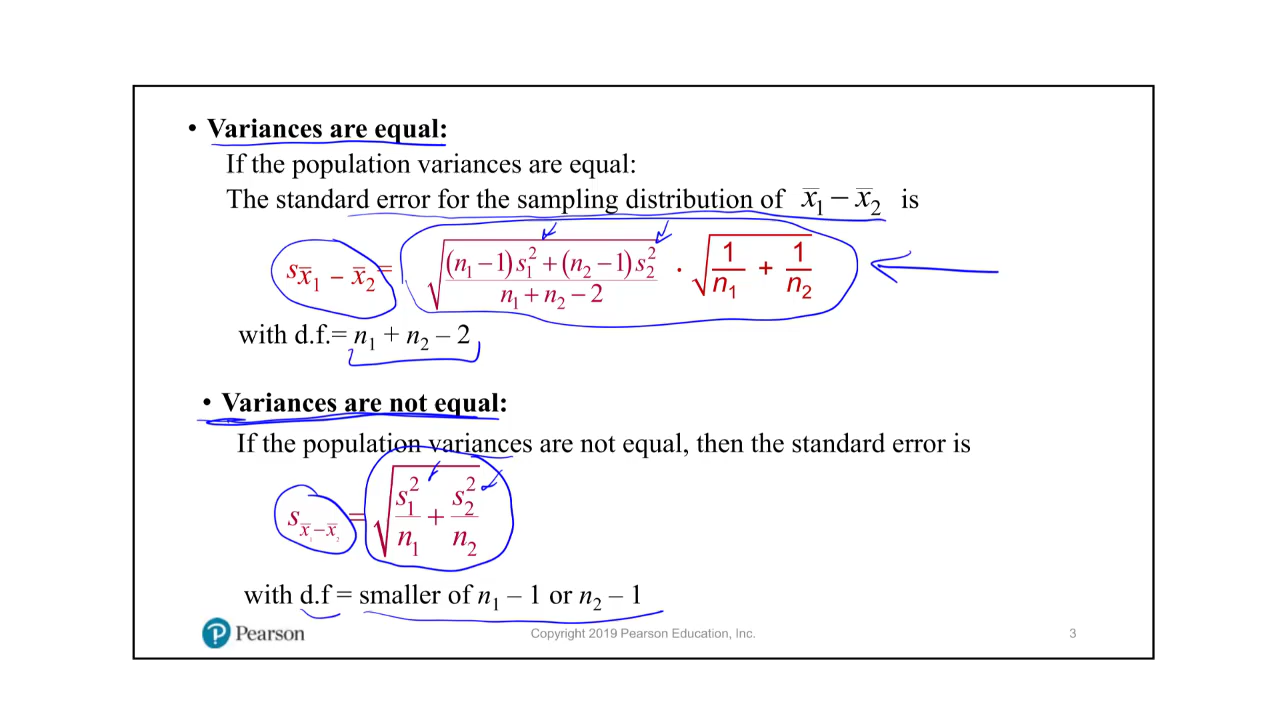 • Variances are equal:
If the population variances are equal:
The standard error for the sampling distribution of x̅₁ − x̅₂ is
s x̅₁ − x̅₂ = √((n₁ − 1)s₁² + (n₂ − 1)s₂² / n₁ + n₂ − 2) · √(1/n₁ + 1/n₂)
with d.f.= n₁ + n₂ – 2
• Variances are not equal:
If the population variances are not equal, then the standard error is
s x̅₁ − x̅₂ = √(s₁²/n₁ + s₂²/n₂)
with d.f = smaller of n₁ – 1 or n₂ – 1
P Pearson
Copyright 2019 Pearson Education, Inc.
3